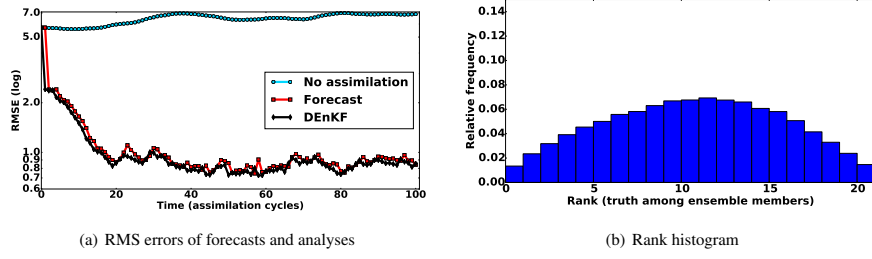 7.0
5.0
2.0
1.0
0.9
0.8
0.7
0.6
RMSE (log)
No assimilation
Forecast
DEnKF
0 20 40 60 80 100
Time (assimilation cycles)
(a) RMS errors of forecasts and analyses
0.14
0.12
0.10
0.08
0.06
0.04
0.02
0.00
Relative frequency
0 5 10 15 20
Rank (truth among ensemble members)
(b) Rank histogram